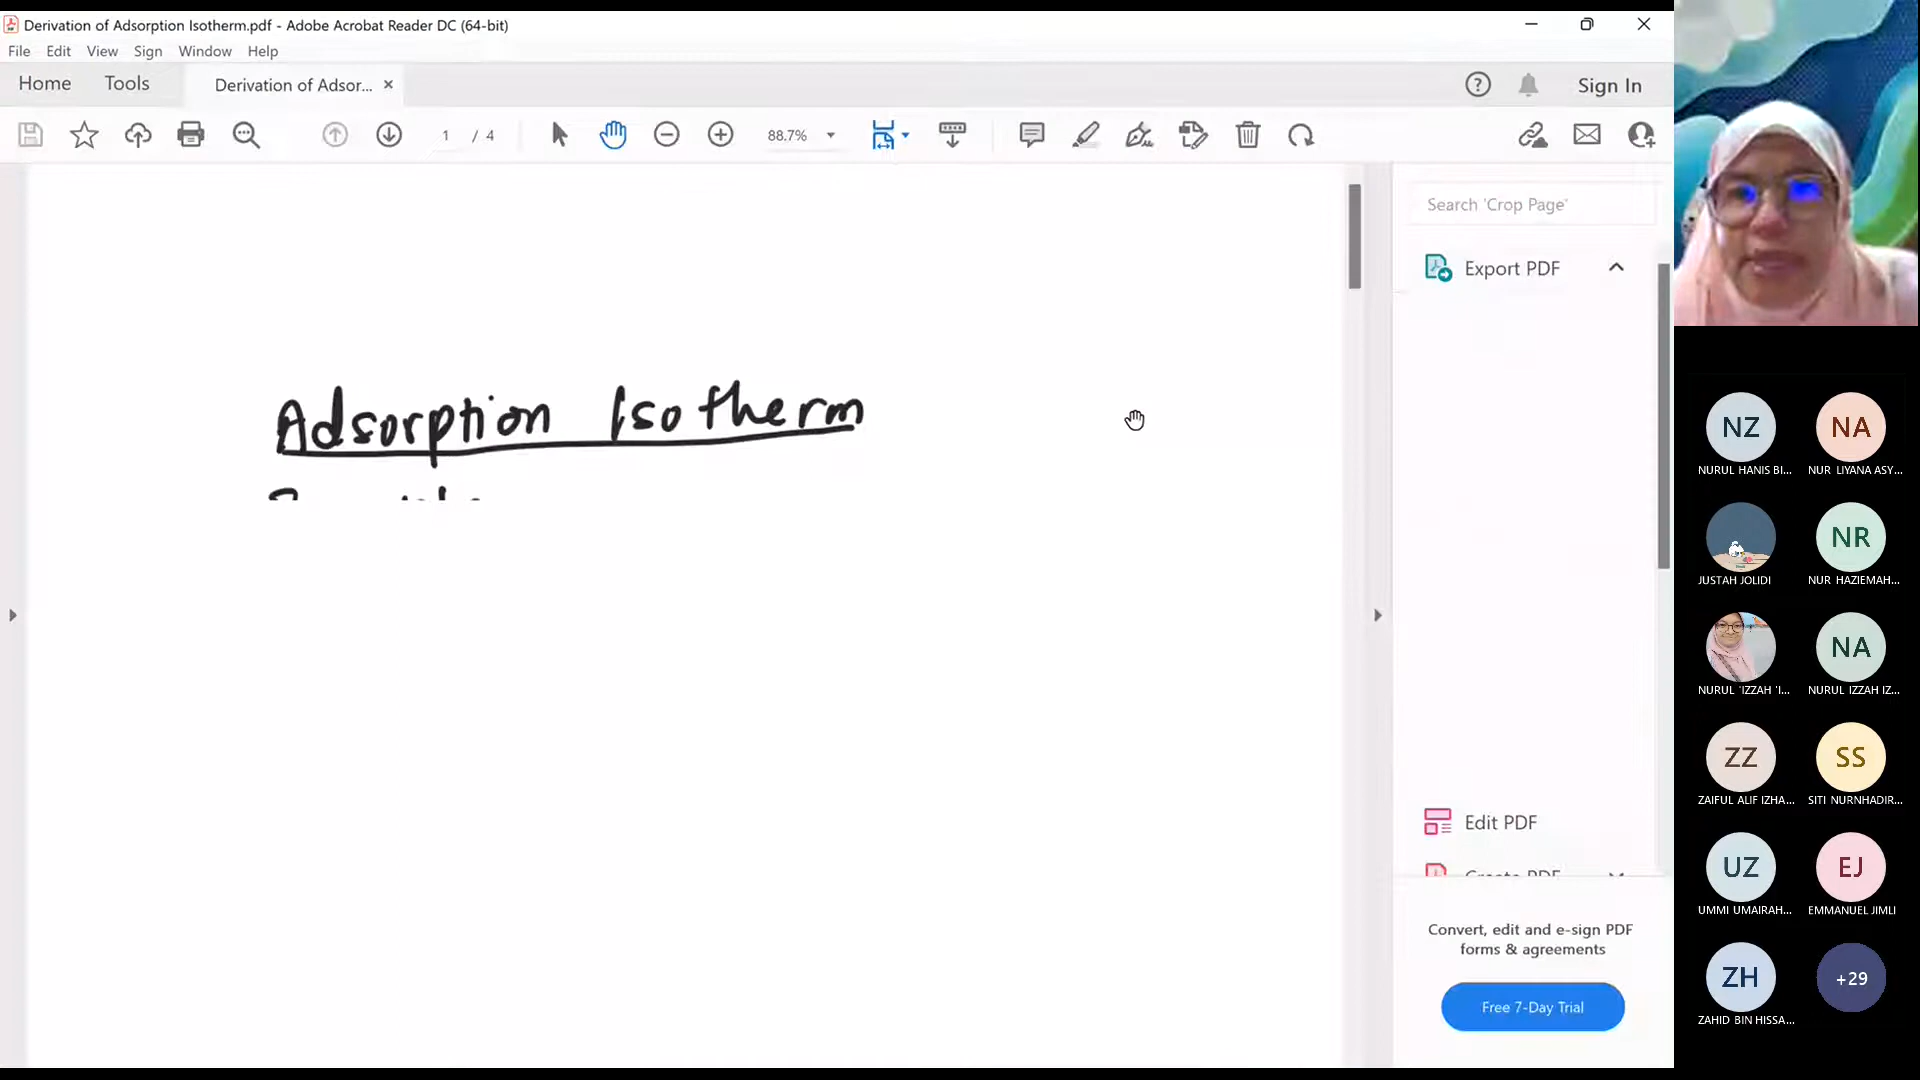 Derivation of Adsorption Isotherm.pdf - Adobe Acrobat Reader DC (64-bit)
File Edit View Sign Window Help
Home Tools Derivation of Adsor... × Sign In
1 / 4 88.7%
Search 'Crop Page'
Export PDF
Adsorption Isotherm
Edit PDF
Create PDF
Convert, edit and e-sign PDF
forms & agreements
Free 7-Day Trial
NZ NA
NURUL HANIS BI... NUR LIYANA ASY...
NR
JUSTAH JOLIDI NUR HAZIEMAH...
NA
NURUL 'IZZAH 'I... NURUL IZZAH IZ...
ZZ SS
ZAIFUL ALIF IZHA... SITI NURNHADIR...
UZ EJ
UMMI UMAIRAH... EMMANUEL JIMLI
ZH +29
ZAHID BIN HISSA...